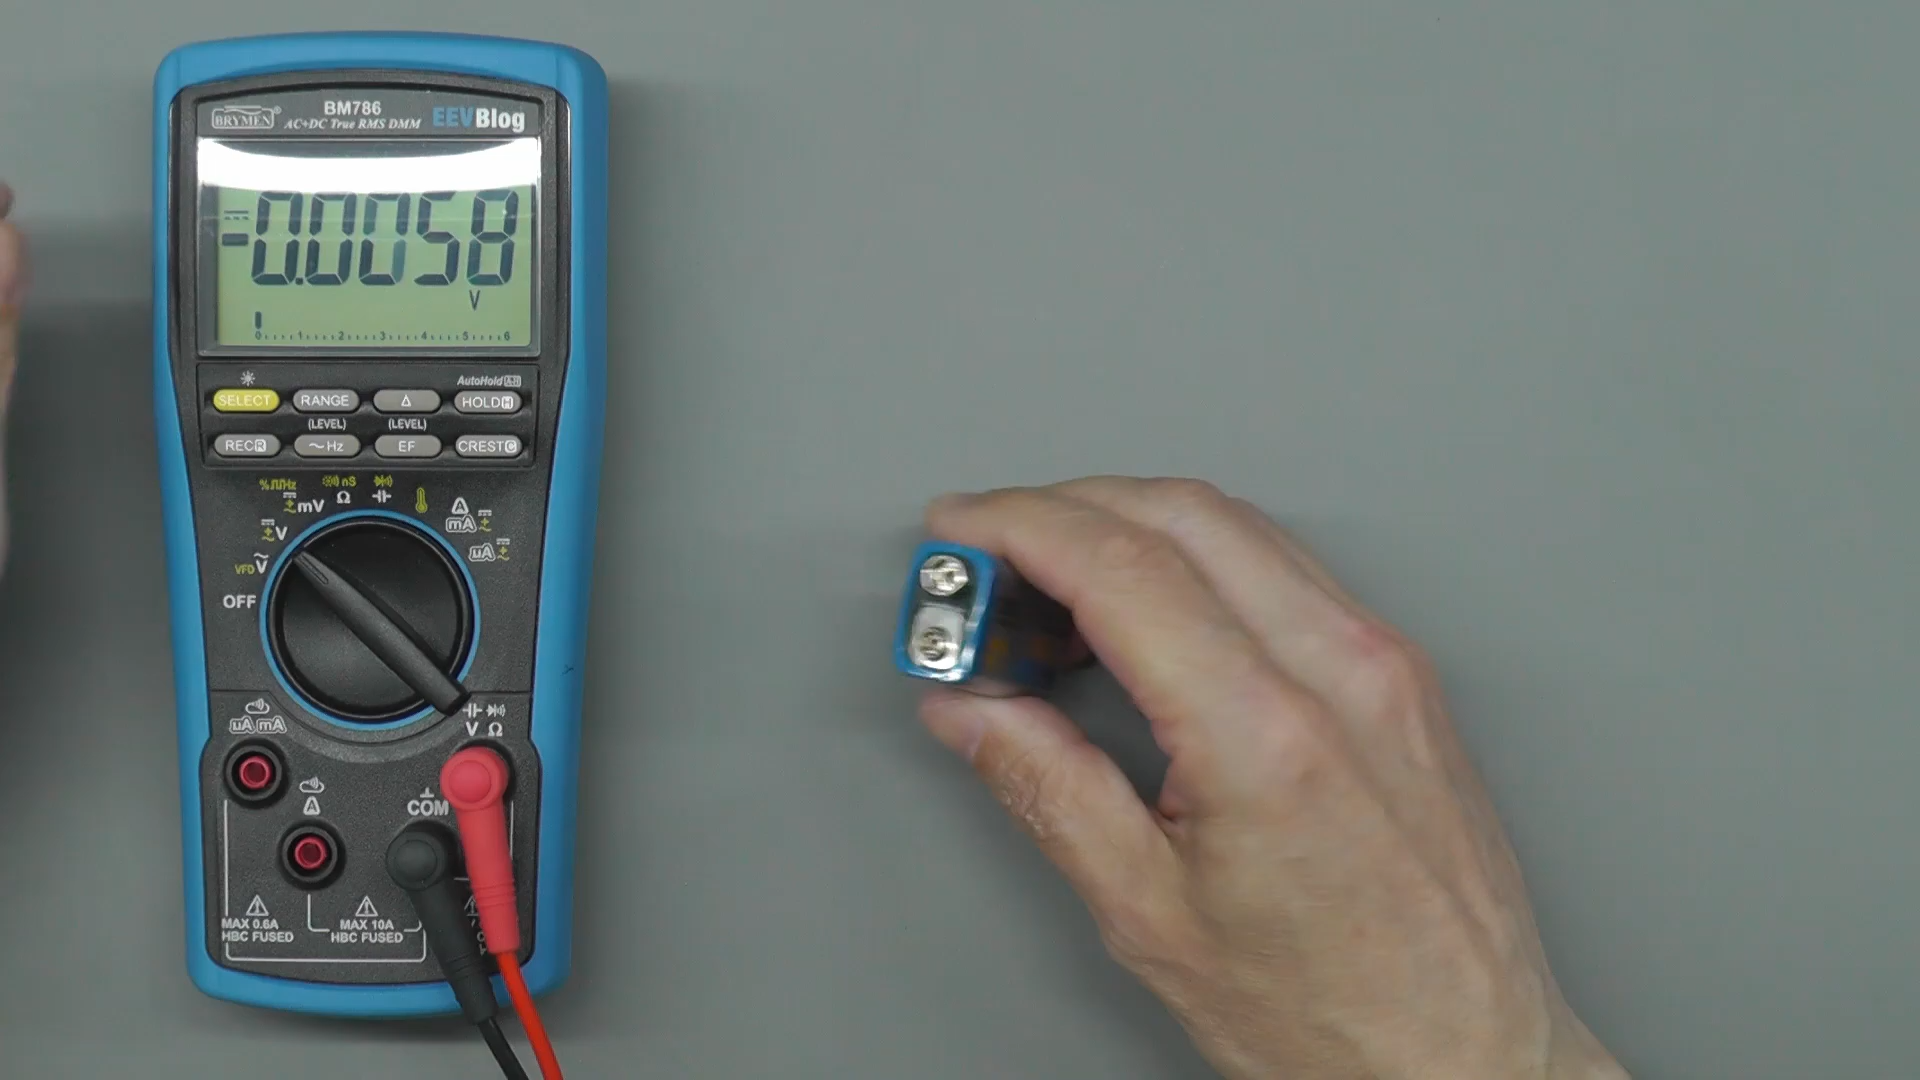 BRYMEN®
BM786
AC+DC True RMS DMM
EEVBlog
-0.0058
V
0 1 2 3 4 5 6
AutoHold A-H
SELECT RANGE Δ HOLD H
(LEVEL) (LEVEL)
REC R ~Hz EF CREST C
%⎍Hz nS
mV Ω
A
mA
V
µA
VFD V
OFF
µA mA
V Ω
A
COM
MAX 0.6A
HBC FUSED
MAX 10A
HBC FUSED